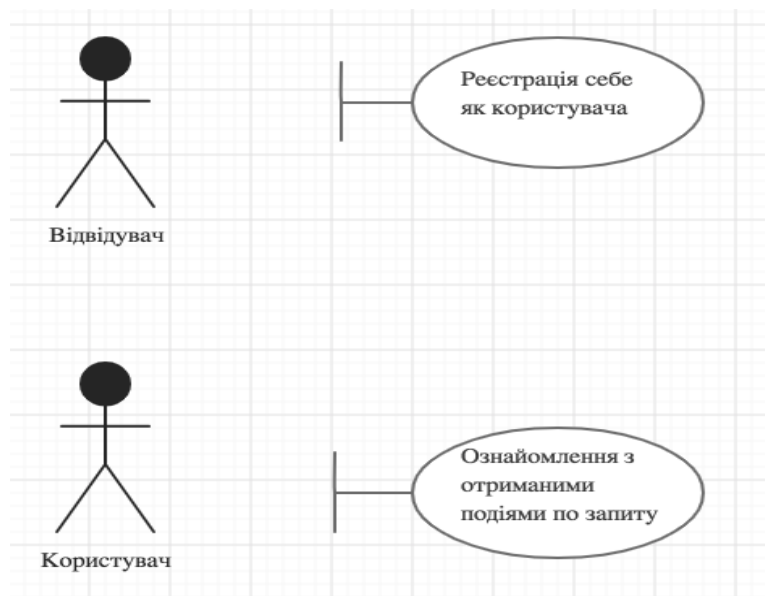 Реєстрація себе
як користувача
Відвідувач
Ознайомлення з
отриманими
подіями по запиту
Користувач